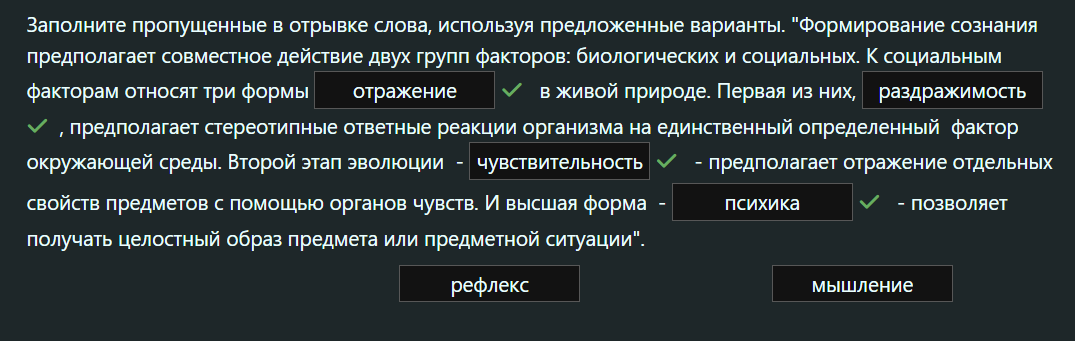 Заполните пропущенные в отрывке слова, используя предложенные варианты. "Формирование сознания
предполагает совместное действие двух групп факторов: биологических и социальных. К социальным
факторам относят три формы отражение в живой природе. Первая из них, раздражимость
, предполагает стереотипные ответные реакции организма на единственный определенный фактор
окружающей среды. Второй этап эволюции - чувствительность - предполагает отражение отдельных
свойств предметов с помощью органов чувств. И высшая форма - психика - позволяет
получать целостный образ предмета или предметной ситуации".
рефлекс мышление